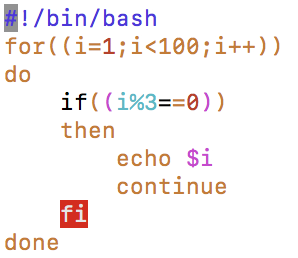 #!/bin/bash
for((i=1;i<100;i++))
do
    if((i%3==0))
    then
        echo $i
        continue
    fi
done